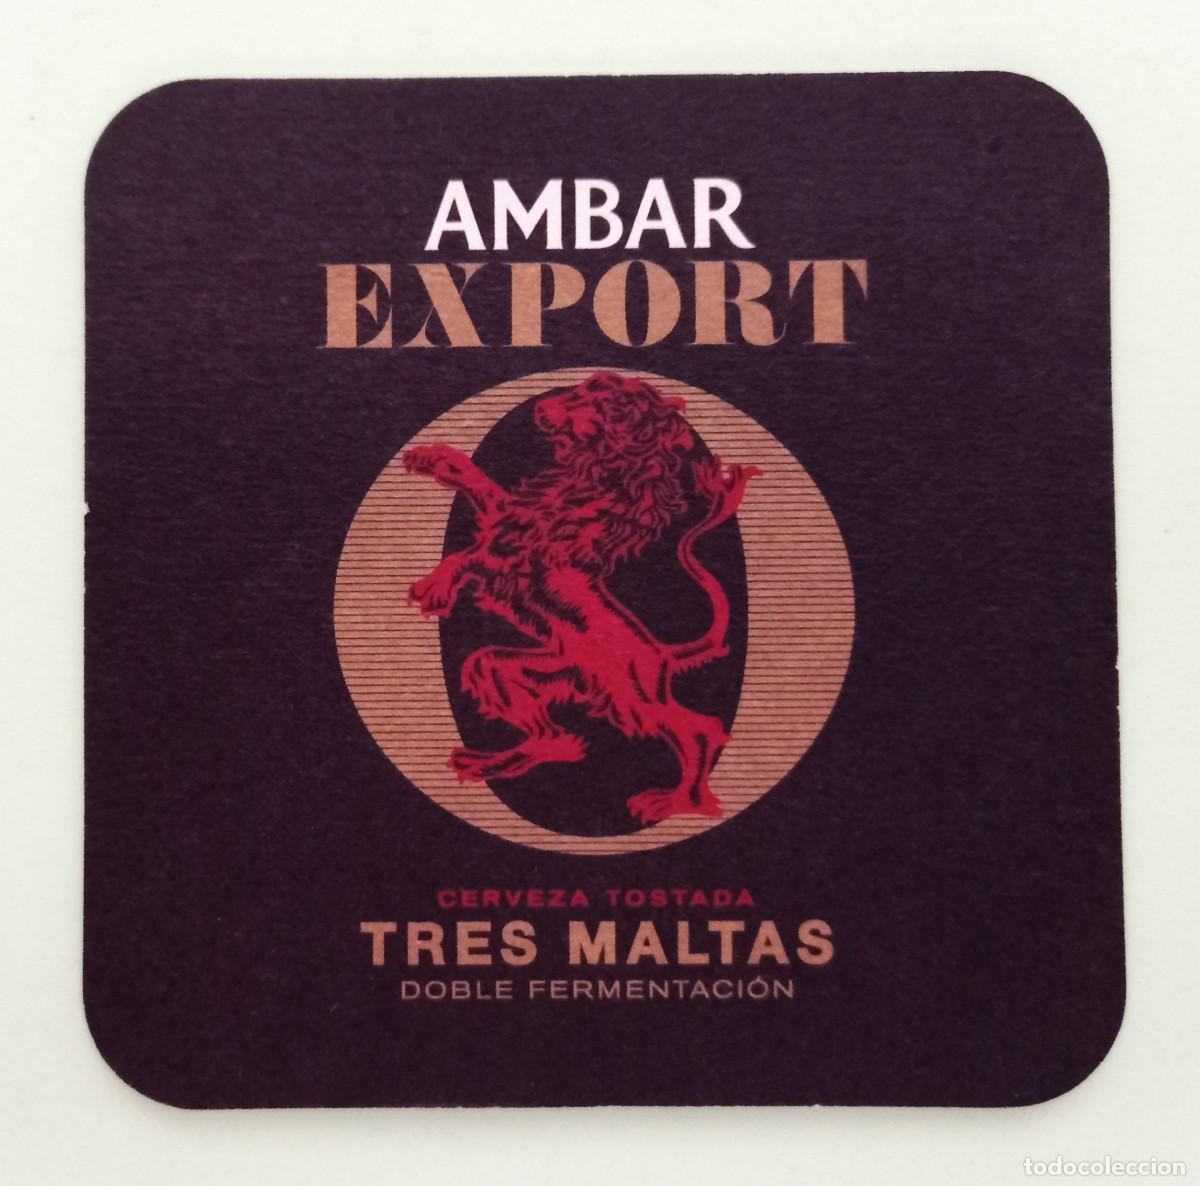 AMBAR
EXPORT
CERVEZA TOSTADA
TRES MALTAS
DOBLE FERMENTACIÓN
todocoleccion